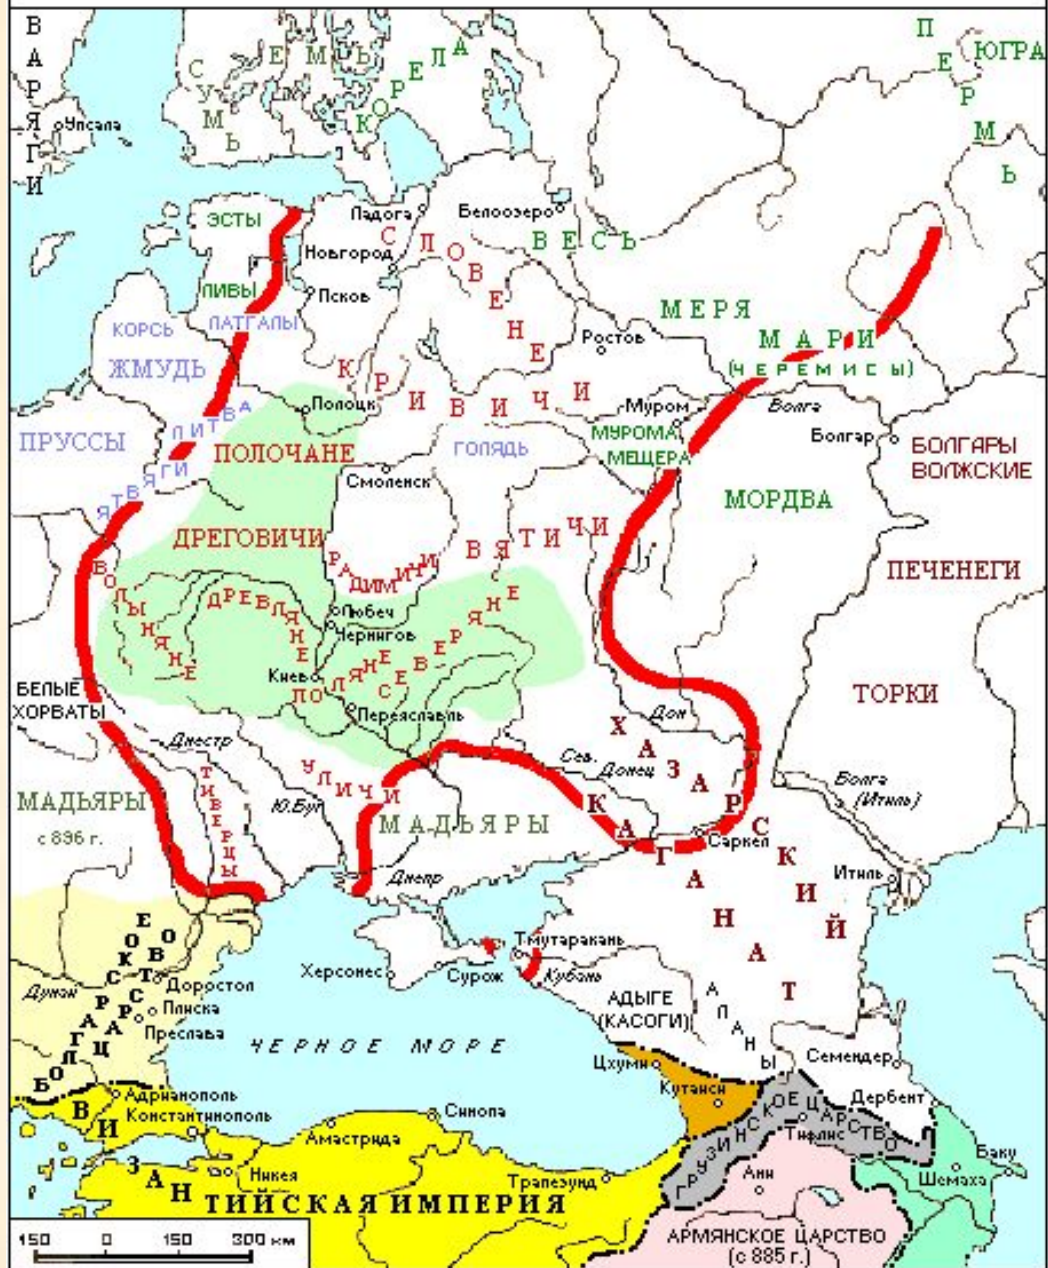 ВАРЯГИ
Упсала
СУМЬ
ЕМЬ
КОРЕЛА
ПЕРМЬ
ЮГРА
ЭСТЫ
Ладога
Белоозеро
Новгород
СЛОВЕНЕ
ВЕСЬ
ЛИВЫ
Псков
КОРСЬ
ЛАТГАЛЫ
ЖМУДЬ
МЕРЯ
МАРИ
(ЧЕРЕМИСЫ)
Ростов
КРИВИЧИ
Полоцк
Муром
Волга
ЛИТВА
ПРУССЫ
ПОЛОЧАНЕ
ГОЛЯДЬ
МУРОМА
МЕЩЕРА
Болгар
БОЛГАРЫ
ВОЛЖСКИЕ
ЯТВЯГИ
Смоленск
МОРДВА
ДРЕГОВИЧИ
РАДИМИЧИ
ВЯТИЧИ
ПЕЧЕНЕГИ
ВОЛЫНЯНЕ
ДРЕВЛЯНЕ
Любеч
Чернигов
СЕВЕРЯНЕ
Киев
ПОЛЯНЕ
Переяславль
БЕЛЫЕ
ХОРВАТЫ
ТОРКИ
Днестр
Дон
ХАЗАРСКИЙ
Сев.
Донец
УЛИЧИ
ТИВЕРЦЫ
Ю.Буг
МАДЬЯРЫ
с 896 г.
МАДЬЯРЫ
КАГАНАТ
Волга
(Итиль)
Саркел
Днепр
Итиль
Тмутаракань
Херсонес
Сурож
Кубань
БОЛГАРСКОЕ
ЦАРСТВО
Дунай
Доростол
Плиска
Преслава
АДЫГЕ
(КАСОГИ)
АЛАНЫ
ЧЕРНОЕ МОРЕ
Цхуми
Семендер
Кутаиси
Дербент
ГРУЗИНСКОЕ ЦАРСТВО
Тифлис
Адрианополь
Константинополь
Синопа
Амастрида
Никея
Трапезунд
ВИЗАНТИЙСКАЯ ИМПЕРИЯ
Баку
Шемаха
Ани
АРМЯНСКОЕ ЦАРСТВО
(с 885 г.)
150 0 150 300 км